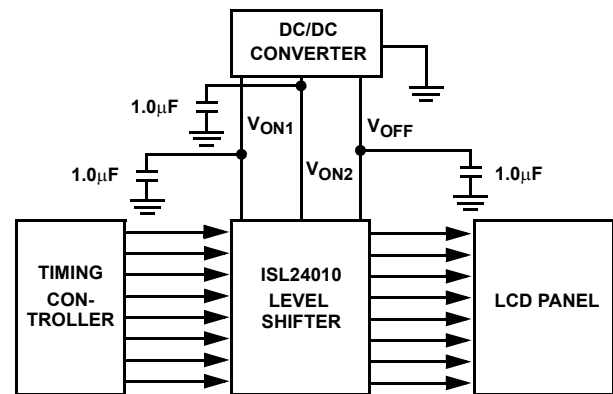 DC/DC
CONVERTER
1.0μF
VON1
VOFF
1.0μF
VON2
1.0μF
TIMING
CON-
TROLLER
ISL24010
LEVEL
SHIFTER
LCD PANEL